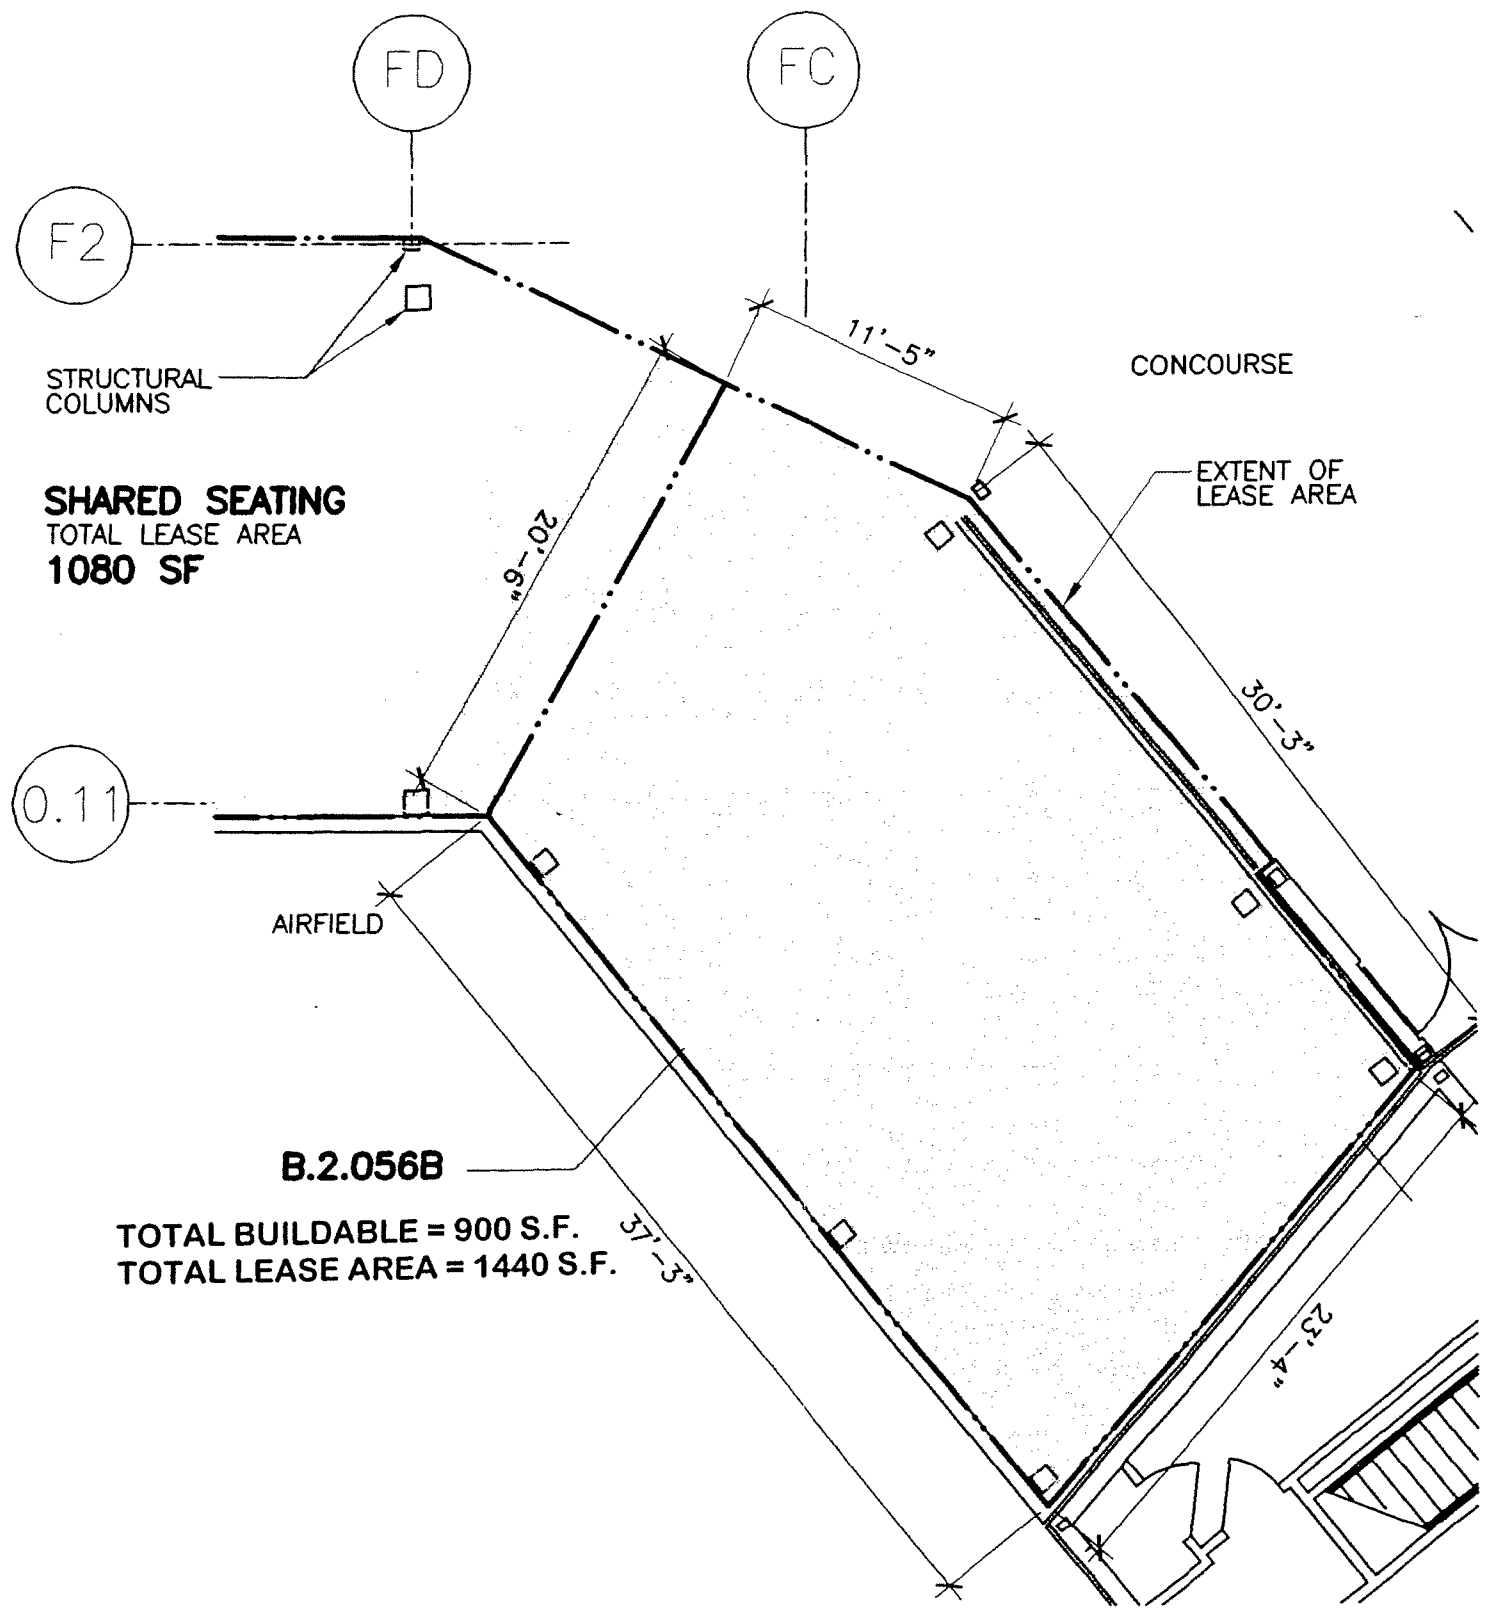 FD
FC
F2
11'-5"
CONCOURSE
STRUCTURAL
COLUMNS
EXTENT OF
LEASE AREA
SHARED SEATING
TOTAL LEASE AREA
1080 SF
20'-6"
30'-3"
0.11
AIRFIELD
B.2.056B
TOTAL BUILDABLE = 900 S.F.
TOTAL LEASE AREA = 1440 S.F.
37'-3"
23'-4"